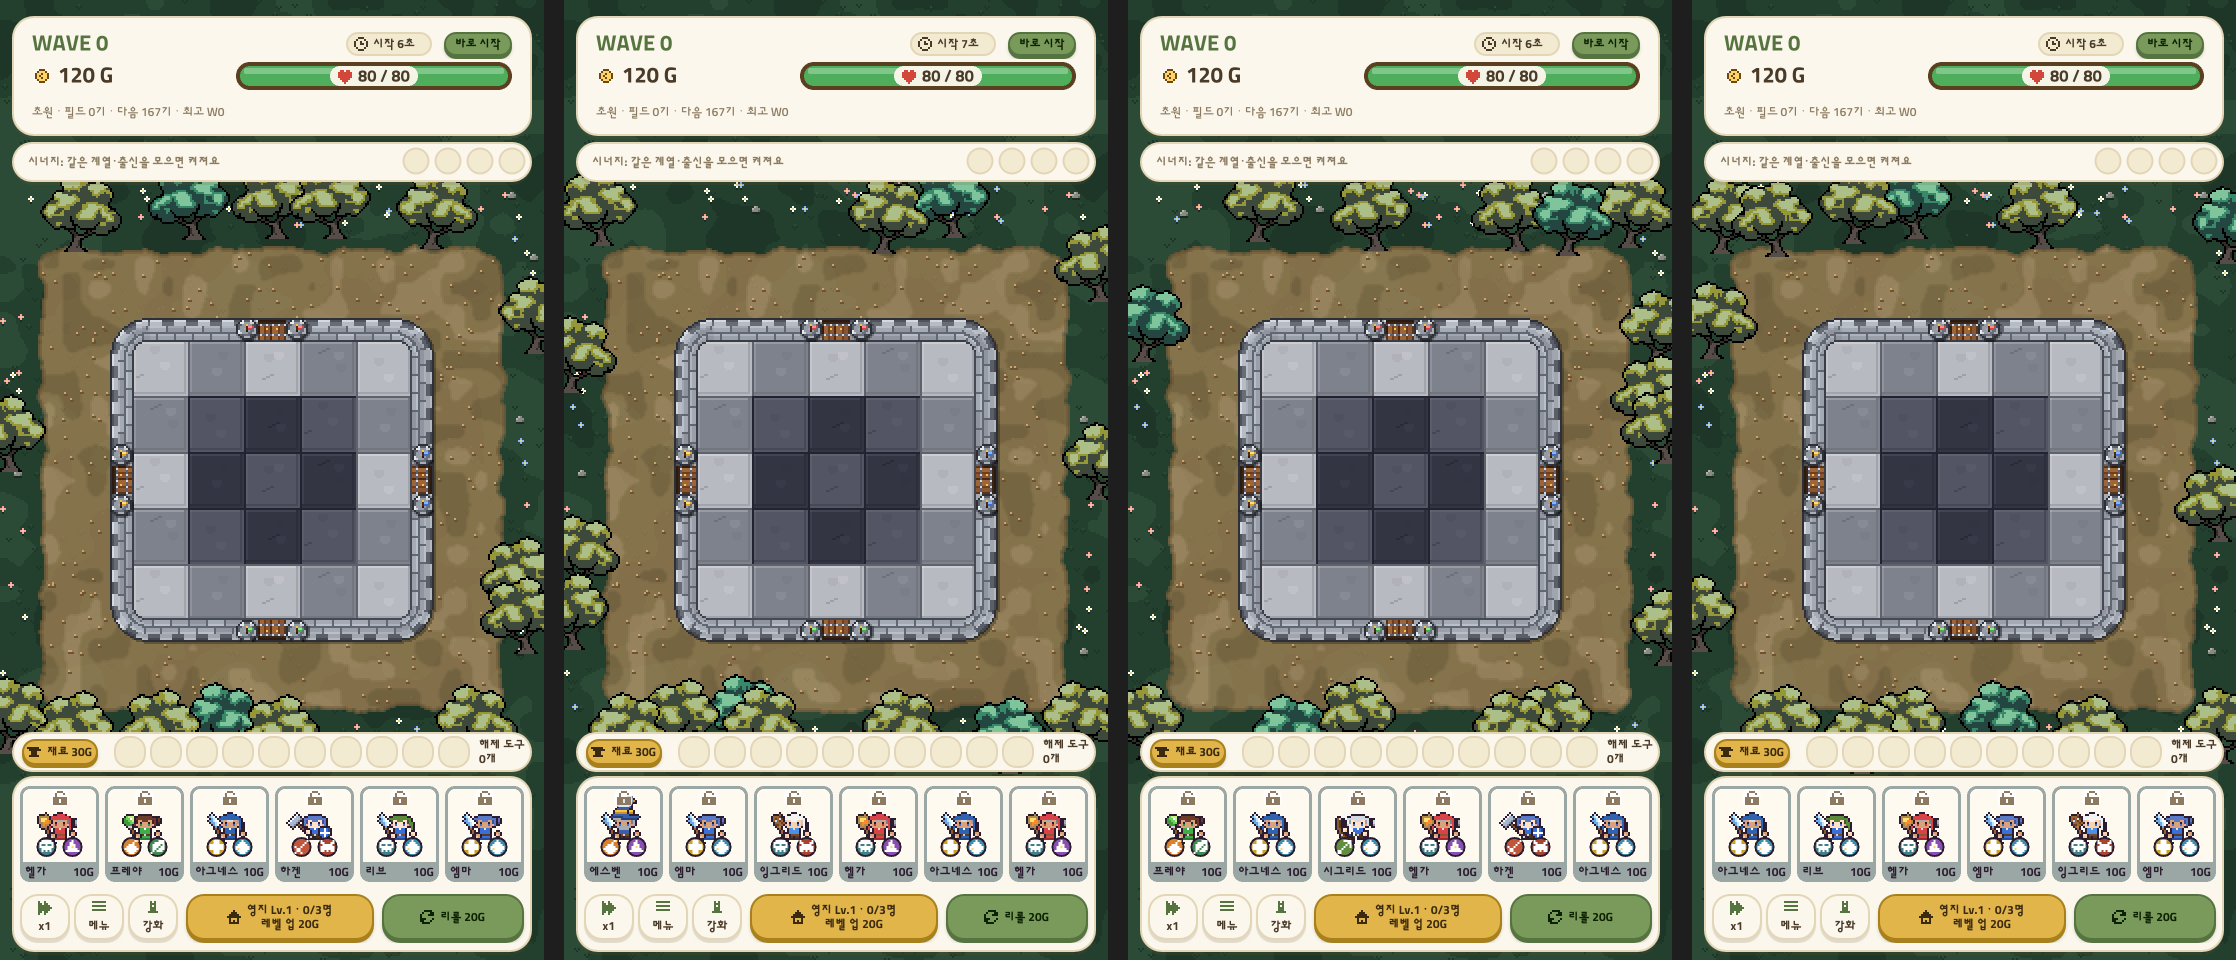 WAVE 0
시작 6초
바로 시작
120 G
80 / 80
초원 · 필드 0기 · 다음 167기 · 최고 W0
시너지: 같은 계열·출신을 모으면 켜져요
재료 30G
해제 도구
0개
헬가 10G
프레야 10G
아그네스 10G
하겐 10G
리브 10G
엠마 10G
x1
메뉴
강화
영지 Lv.1 · 0/3명
레벨 업 20G
리롤 20G
WAVE 0
시작 7초
바로 시작
120 G
80 / 80
초원 · 필드 0기 · 다음 167기 · 최고 W0
시너지: 같은 계열·출신을 모으면 켜져요
재료 30G
해제 도구
0개
에스벤 10G
엠마 10G
잉그리드 10G
헬가 10G
아그네스 10G
헬가 10G
x1
메뉴
강화
영지 Lv.1 · 0/3명
레벨 업 20G
리롤 20G
WAVE 0
시작 6초
바로 시작
120 G
80 / 80
초원 · 필드 0기 · 다음 167기 · 최고 W0
시너지: 같은 계열·출신을 모으면 켜져요
재료 30G
해제 도구
0개
프레야 10G
아그네스 10G
시그리드 10G
헬가 10G
하겐 10G
아그네스 10G
x1
메뉴
강화
영지 Lv.1 · 0/3명
레벨 업 20G
리롤 20G
WAVE 0
시작 6초
바로 시작
120 G
80 / 80
초원 · 필드 0기 · 다음 167기 · 최고 W0
시너지: 같은 계열·출신을 모으면 켜져요
재료 30G
해제 도구
0개
아그네스 10G
리브 10G
헬가 10G
엠마 10G
잉그리드 10G
엠마 10G
x1
메뉴
강화
영지 Lv.1 · 0/3명
레벨 업 20G
리롤 20G